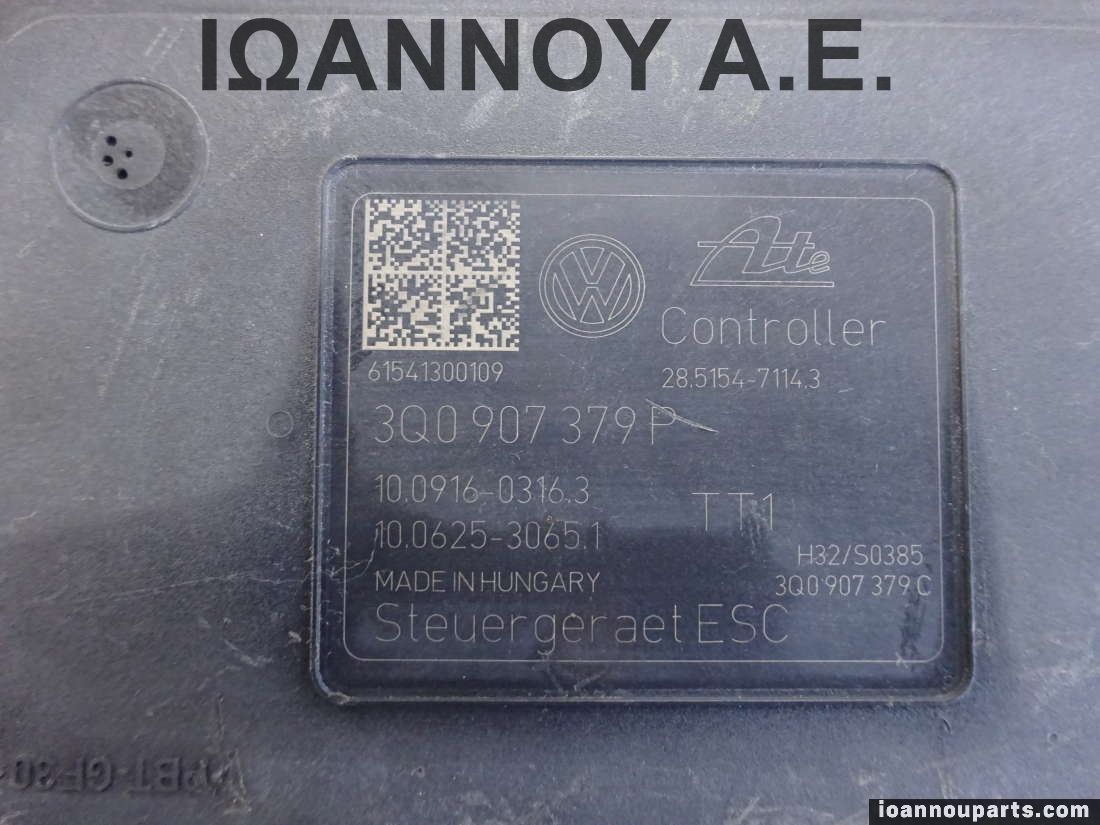 ΙΩΑΝΝΟΥ Α.Ε.
Ate
Controller
61541300109
28.5154-7114.3
3Q0 907 379 P
10.0916-0316.3
TT1
10.0625-3065.1
H32/S0385
MADE IN HUNGARY
3Q0 907 379 C
Steuergeraet ESC
ioannouparts.com